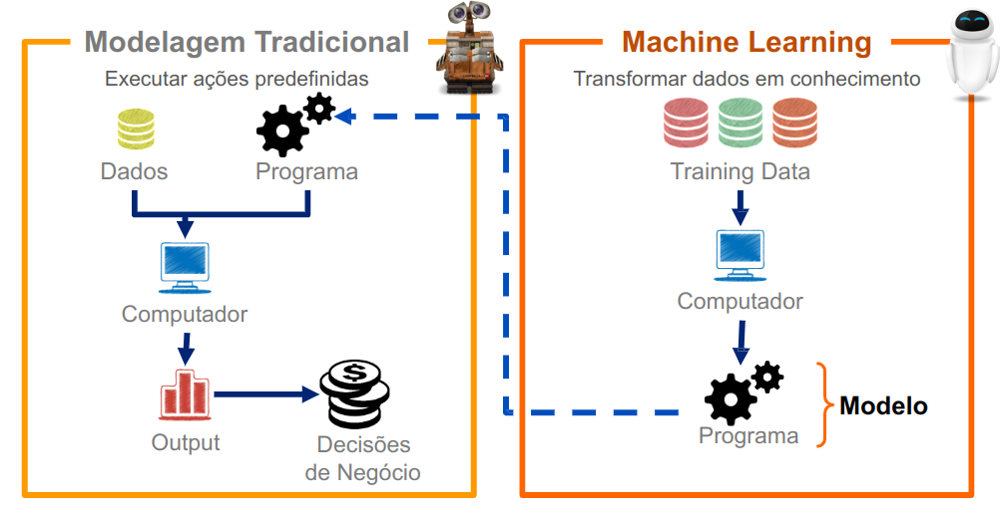 Modelagem Tradicional
Executar ações predefinidas
Dados
Programa
Computador
Output
$
Decisões
de Negócio
Machine Learning
Transformar dados em conhecimento
Training Data
Computador
Programa
Modelo